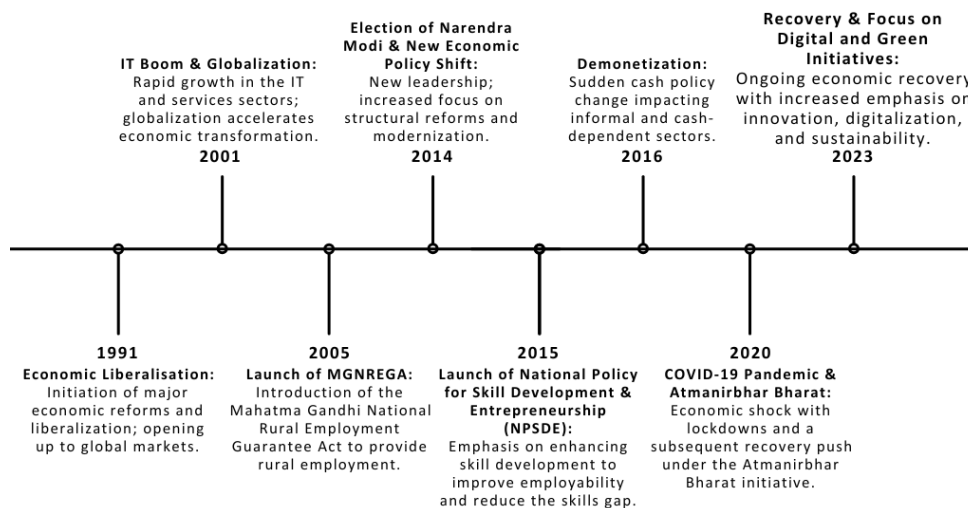 IT Boom & Globalization:
Rapid growth in the IT
and services sectors;
globalization accelerates
economic transformation.
2001
Election of Narendra
Modi & New Economic
Policy Shift:
New leadership;
increased focus on
structural reforms and
modernization.
2014
Demonetization:
Sudden cash policy
change impacting
informal and cash-
dependent sectors.
2016
Recovery & Focus on
Digital and Green
Initiatives:
Ongoing economic recovery
with increased emphasis on
innovation, digitalization,
and sustainability.
2023
1991
Economic Liberalisation:
Initiation of major
economic reforms and
liberalization; opening
up to global markets.
2005
Launch of MGNREGA:
Introduction of the
Mahatma Gandhi National
Rural Employment
Guarantee Act to provide
rural employment.
2015
Launch of National Policy
for Skill Development &
Entrepreneurship
(NPSDE):
Emphasis on enhancing
skill development to
improve employability
and reduce the skills gap.
2020
COVID-19 Pandemic &
Atmanirbhar Bharat:
Economic shock with
lockdowns and a
subsequent recovery push
under the Atmanirbhar
Bharat initiative.